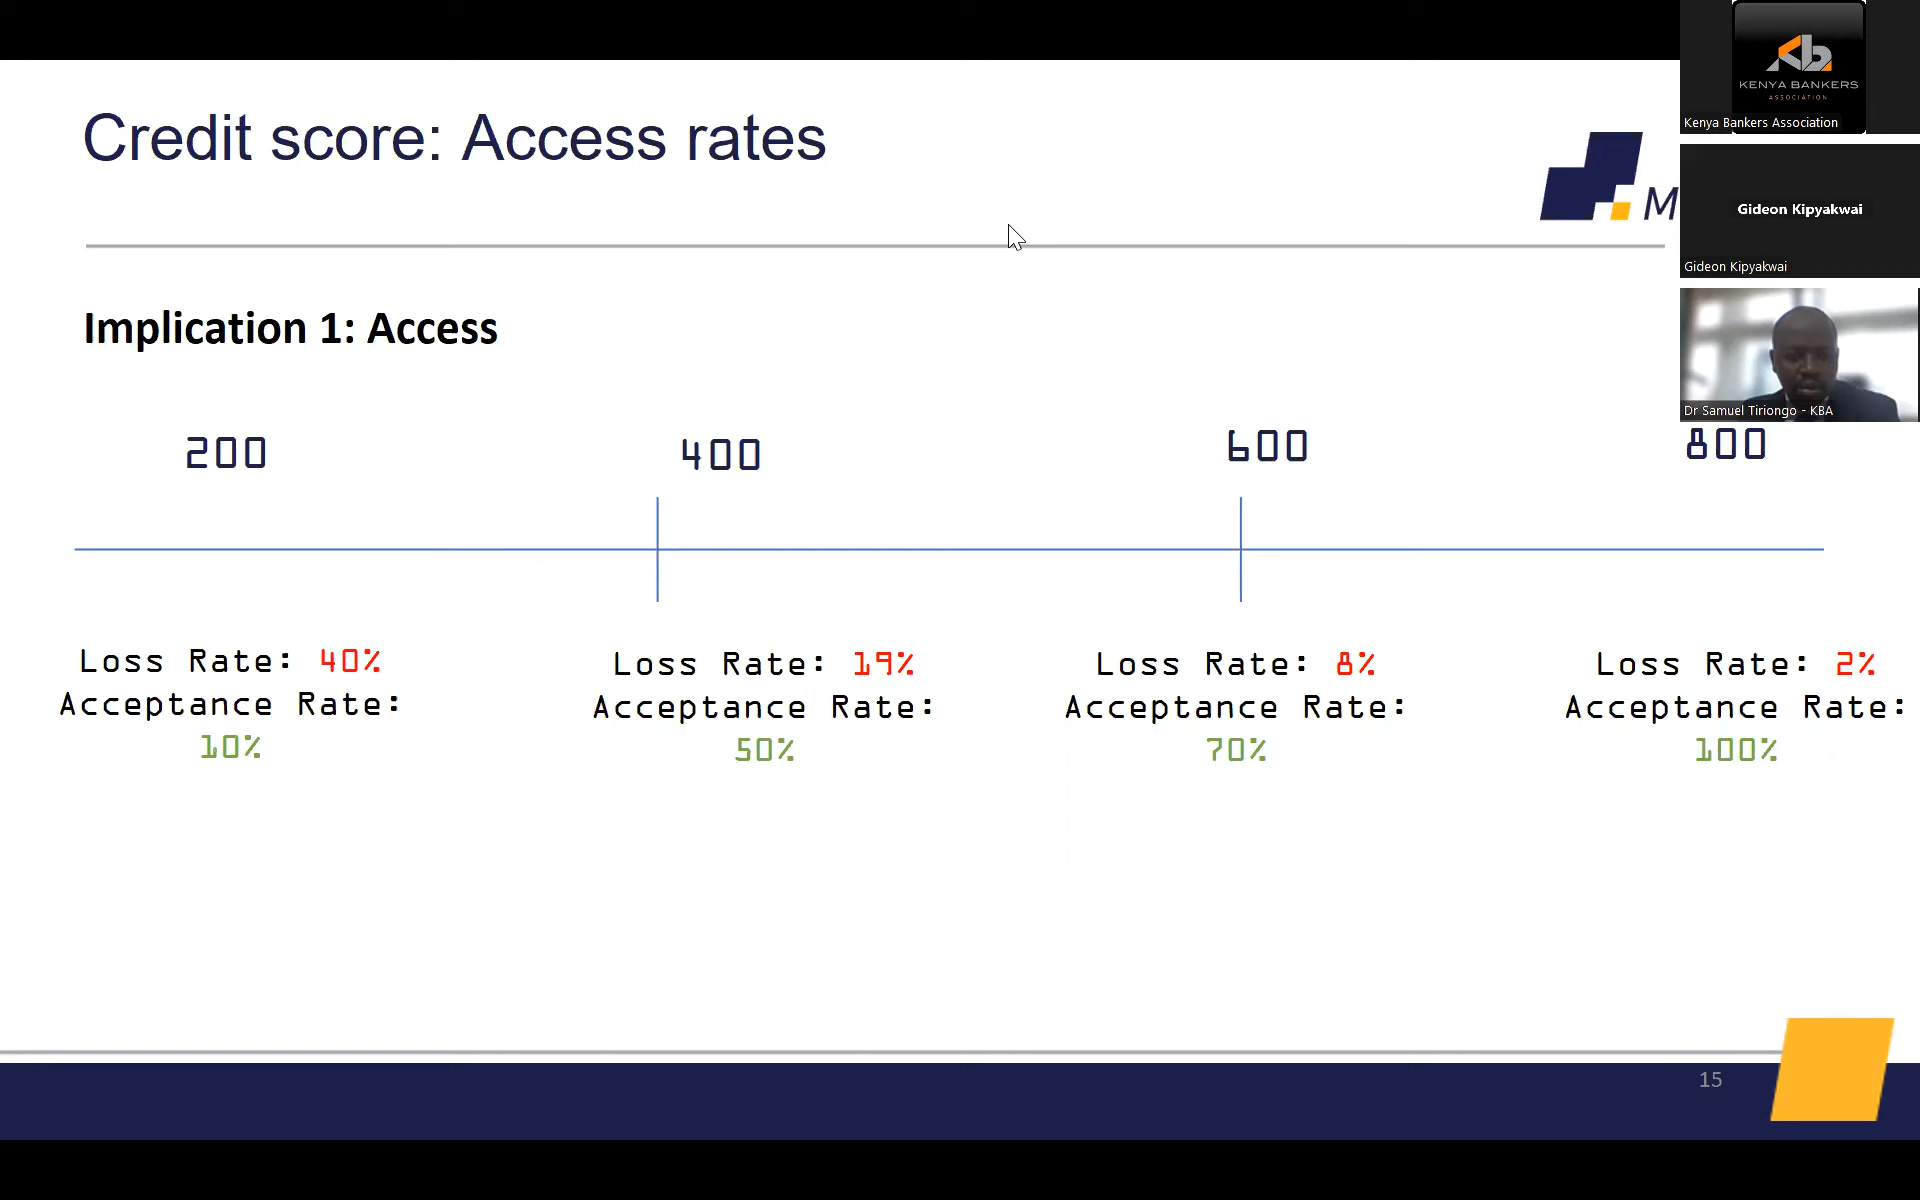 Credit score: Access rates
M
Implication 1: Access
200
400
600
800
Loss Rate: 40%
Acceptance Rate:
10%
Loss Rate: 19%
Acceptance Rate:
50%
Loss Rate: 8%
Acceptance Rate:
70%
Loss Rate: 2%
Acceptance Rate:
100%
15
KENYA BANKERS
ASSOCIATION
Kenya Bankers Association
Gideon Kipyakwai
Gideon Kipyakwai
Dr Samuel Tiriongo - KBA